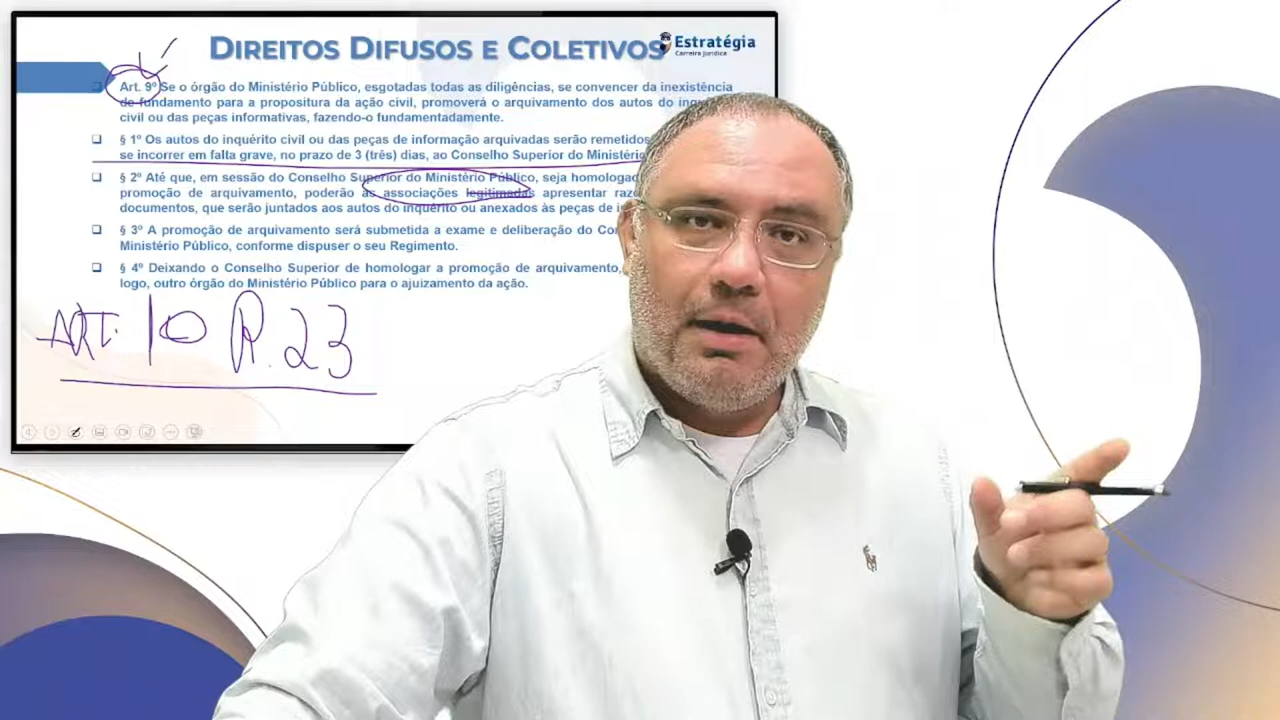 DIREITOS DIFUSOS E COLETIVOS
Estratégia
Carreira Jurídica
Art. 9º Se o órgão do Ministério Público, esgotadas todas as diligências, se convencer da inexistência
de fundamento para a propositura da ação civil, promoverá o arquivamento dos autos do
civil ou das peças informativas, fazendo-o fundamentadamente.
§ 1º Os autos do inquérito civil ou das peças de informação arquivadas serão remetidos
se incorrer em falta grave, no prazo de 3 (três) dias, ao Conselho Superior do Ministério
§ 2º Até que, em sessão do Conselho Superior do Ministério Público, seja
promoção de arquivamento, poderão as associações legitimadas apresentar
documentos, que serão juntados aos autos do inquérito ou anexados às peças de
§ 3º A promoção de arquivamento será submetida a exame e deliberação do
Ministério Público, conforme dispuser o seu Regimento.
§ 4º Deixando o Conselho Superior de homologar a promoção de arquivamento,
logo, outro órgão do Ministério Público para o ajuizamento da ação.
ART. 10 R.23